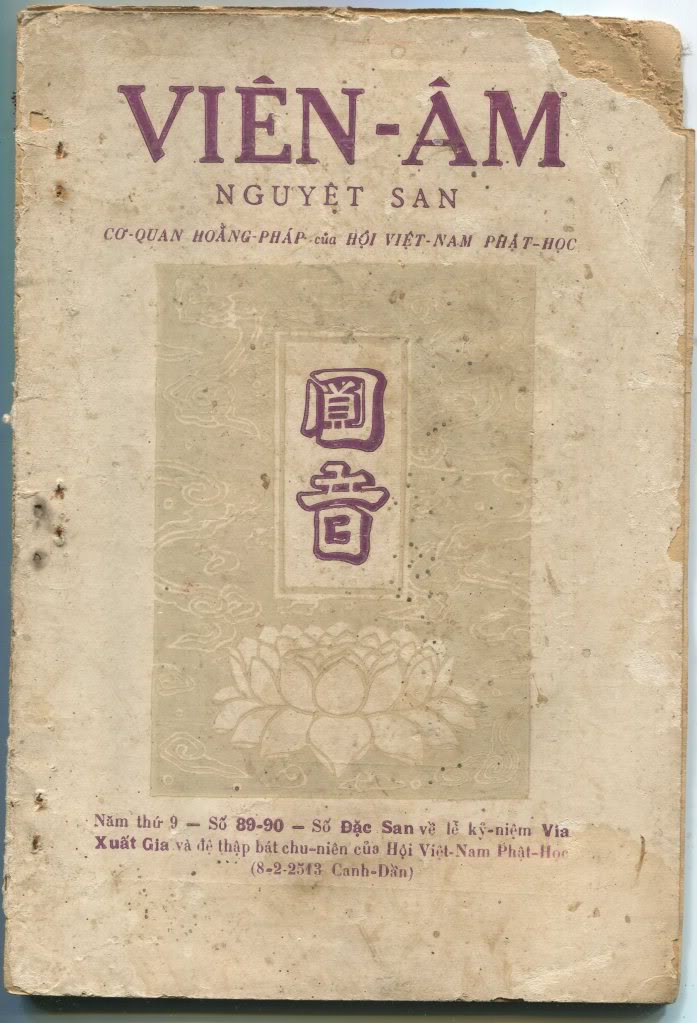 VIÊN-ÂM
NGUYỆT SAN
CƠ-QUAN HOẰNG-PHÁP của HỘI VIỆT-NAM PHẬT-HỌC
圓
音
Năm thứ 9 — Số 89-90 — Số Đặc San về lễ kỷ-niệm Vía
Xuất Gia và đệ thập bát chu-niên của Hội Việt-Nam Phật-Học
(8-2-2513 Canh-Dần)